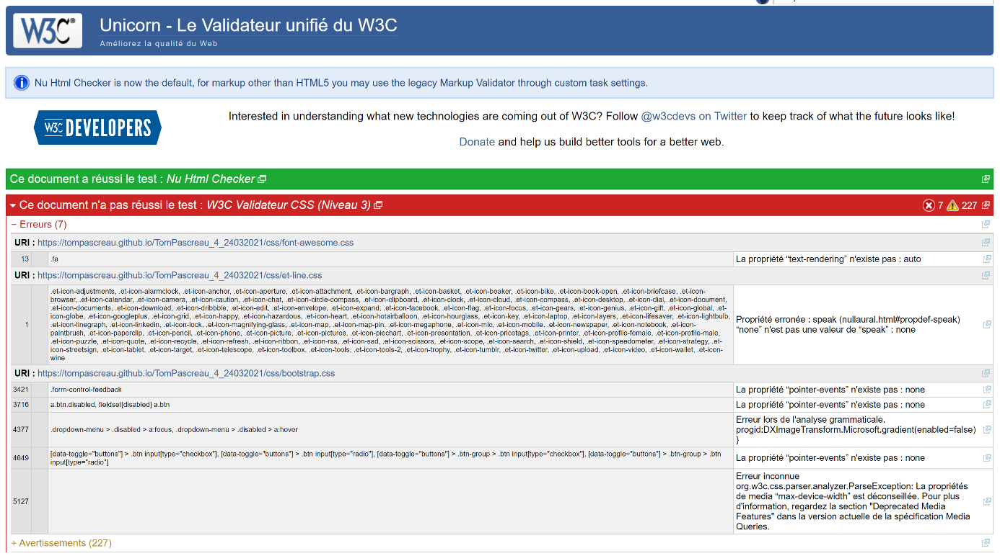 W3C®
Unicorn - Le Validateur unifié du W3C
Améliorez la qualité du Web
Nu Html Checker is now the default, for markup other than HTML5 you may use the legacy Markup Validator through custom task settings.
W3C DEVELOPERS
Interested in understanding what new technologies are coming out of W3C? Follow @w3cdevs on Twitter to keep track of what the future looks like!
Donate and help us build better tools for a better web.
Ce document a réussi le test : Nu Html Checker
Ce document n'a pas réussi le test : W3C Validateur CSS (Niveau 3) 7 227
− Erreurs (7)
URI : https://tompascreau.github.io/TomPascreau_4_24032021/css/font-awesome.css
13 .fa La propriété “text-rendering” n'existe pas : auto
URI : https://tompascreau.github.io/TomPascreau_4_24032021/css/et-line.css
1
.et-icon-adjustments, .et-icon-alarmclock, .et-icon-anchor, .et-icon-aperture, .et-icon-attachment, .et-icon-bargraph, .et-icon-basket, .et-icon-beaker, .et-icon-bike, .et-icon-book-open, .et-icon-briefcase, .et-icon-
browser, .et-icon-calendar, .et-icon-camera, .et-icon-caution, .et-icon-chat, .et-icon-circle-compass, .et-icon-clipboard, .et-icon-clock, .et-icon-cloud, .et-icon-compass, .et-icon-desktop, .et-icon-dial, .et-icon-document,
.et-icon-documents, .et-icon-download, .et-icon-dribbble, .et-icon-edit, .et-icon-envelope, .et-icon-expand, .et-icon-facebook, .et-icon-flag, .et-icon-focus, .et-icon-gears, .et-icon-genius, .et-icon-gift, .et-icon-global, .et-
icon-globe, .et-icon-googleplus, .et-icon-grid, .et-icon-happy, .et-icon-hazardous, .et-icon-heart, .et-icon-hotairballoon, .et-icon-hourglass, .et-icon-key, .et-icon-laptop, .et-icon-layers, .et-icon-lifesaver, .et-icon-lightbulb,
.et-icon-linegraph, .et-icon-linkedin, .et-icon-lock, .et-icon-magnifying-glass, .et-icon-map, .et-icon-map-pin, .et-icon-megaphone, .et-icon-mic, .et-icon-mobile, .et-icon-newspaper, .et-icon-notebook, .et-icon-
paintbrush, .et-icon-paperclip, .et-icon-pencil, .et-icon-phone, .et-icon-picture, .et-icon-pictures, .et-icon-piechart, .et-icon-presentation, .et-icon-pricetags, .et-icon-printer, .et-icon-profile-female, .et-icon-profile-male,
.et-icon-puzzle, .et-icon-quote, .et-icon-recycle, .et-icon-refresh, .et-icon-ribbon, .et-icon-rss, .et-icon-sad, .et-icon-scissors, .et-icon-scope, .et-icon-search, .et-icon-shield, .et-icon-speedometer, .et-icon-strategy, .et-
icon-streetsign, .et-icon-tablet, .et-icon-target, .et-icon-telescope, .et-icon-toolbox, .et-icon-tools, .et-icon-tools-2, .et-icon-trophy, .et-icon-tumblr, .et-icon-twitter, .et-icon-upload, .et-icon-video, .et-icon-wallet, .et-icon-
wine
Propriété erronée : speak (nullaural.html#propdef-speak)
“none” n'est pas une valeur de “speak” : none
URI : https://tompascreau.github.io/TomPascreau_4_24032021/css/bootstrap.css
3421 .form-control-feedback La propriété “pointer-events” n'existe pas : none
3716 a.btn.disabled, fieldset[disabled] a.btn La propriété “pointer-events” n'existe pas : none
4377 .dropdown-menu > .disabled > a:focus, .dropdown-menu > .disabled > a:hover
Erreur lors de l'analyse grammaticale.
progid:DXImageTransform.Microsoft.gradient(enabled=false)
}
4649
[data-toggle="buttons"] > .btn input[type="checkbox"], [data-toggle="buttons"] > .btn input[type="radio"], [data-toggle="buttons"] > .btn-group > .btn input[type="checkbox"], [data-toggle="buttons"] > .btn-group > .btn
input[type="radio"]
La propriété “pointer-events” n'existe pas : none
5127
Erreur inconnue
org.w3c.css.parser.analyzer.ParseException: La propriétés
de media “max-device-width” est déconseillée. Pour plus
d'information, regardez la section "Deprecated Media
Features" dans la version actuelle de la spécification Media
Queries.
+ Avertissements (227)